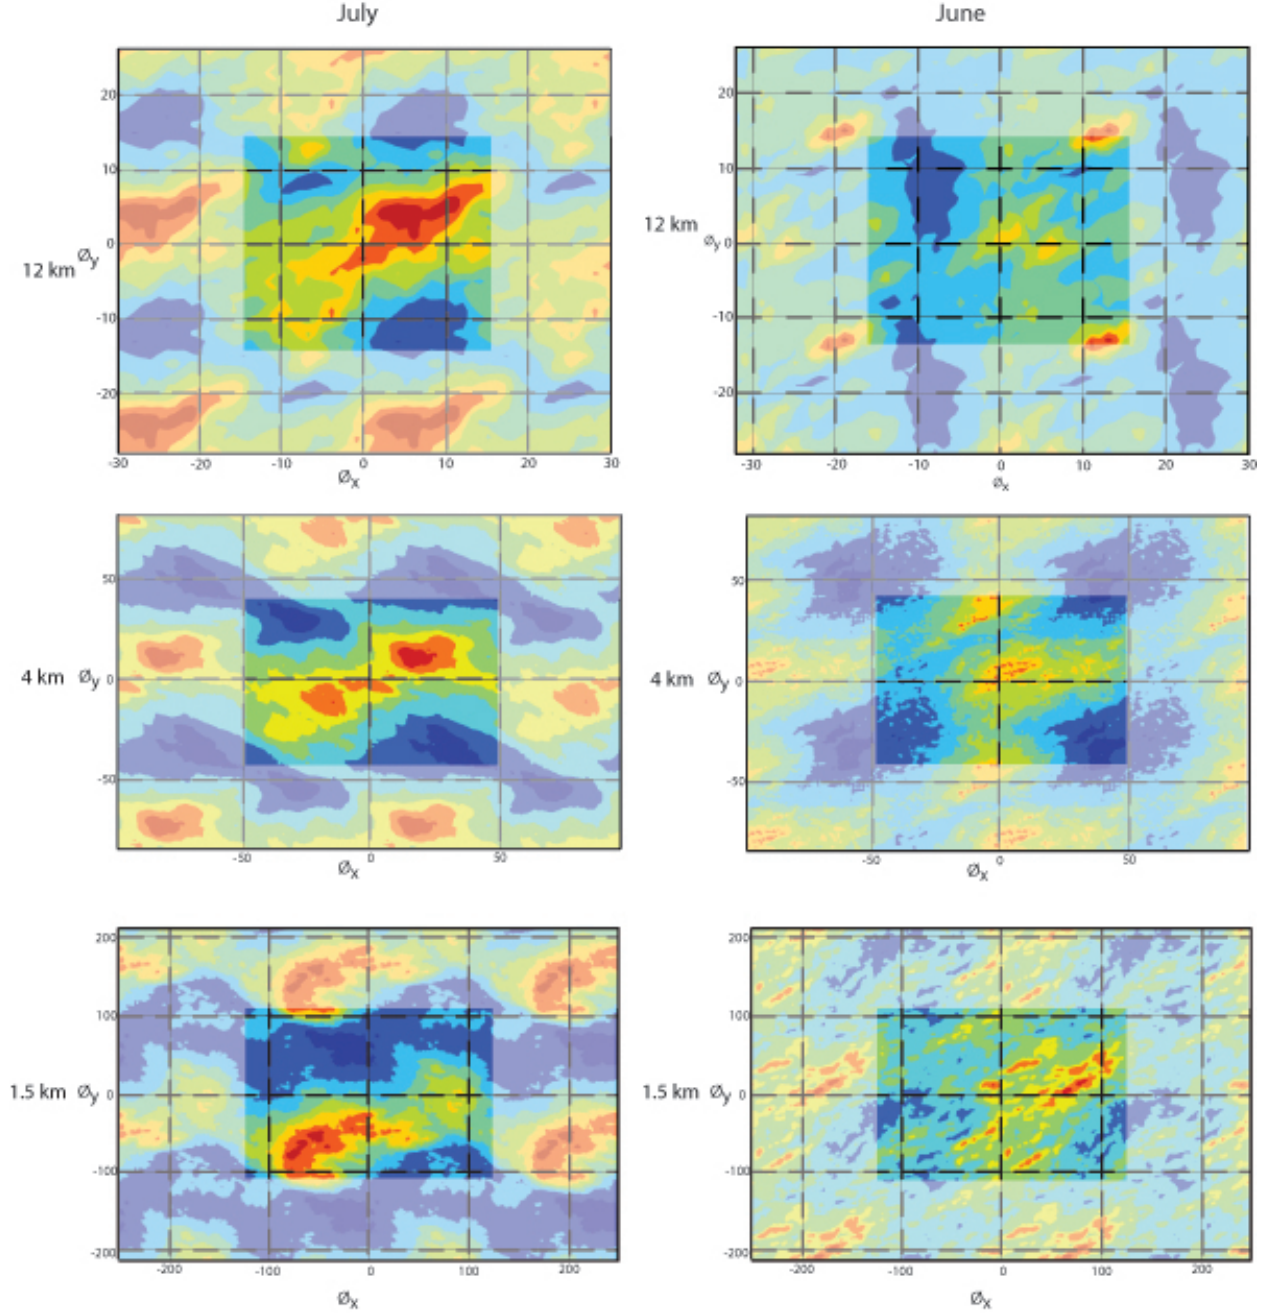 July June
20 20
10 10
12 km Øy 0 12 km Øy 0
-10 -10
-20 -20
-30 -20 -10 0 10 20 30 -30 -20 -10 0 10 20 30
Øx Øx
50 50
4 km Øy 0 4 km Øy 0
-50 -50
-50 0 50 -50 0 50
Øx Øx
200 200
100 100
1.5 km Øy 0 1.5 km Øy 0
-100 -100
-200 -200
-200 -100 0 100 200 -200 -100 0 100 200
Øx Øx